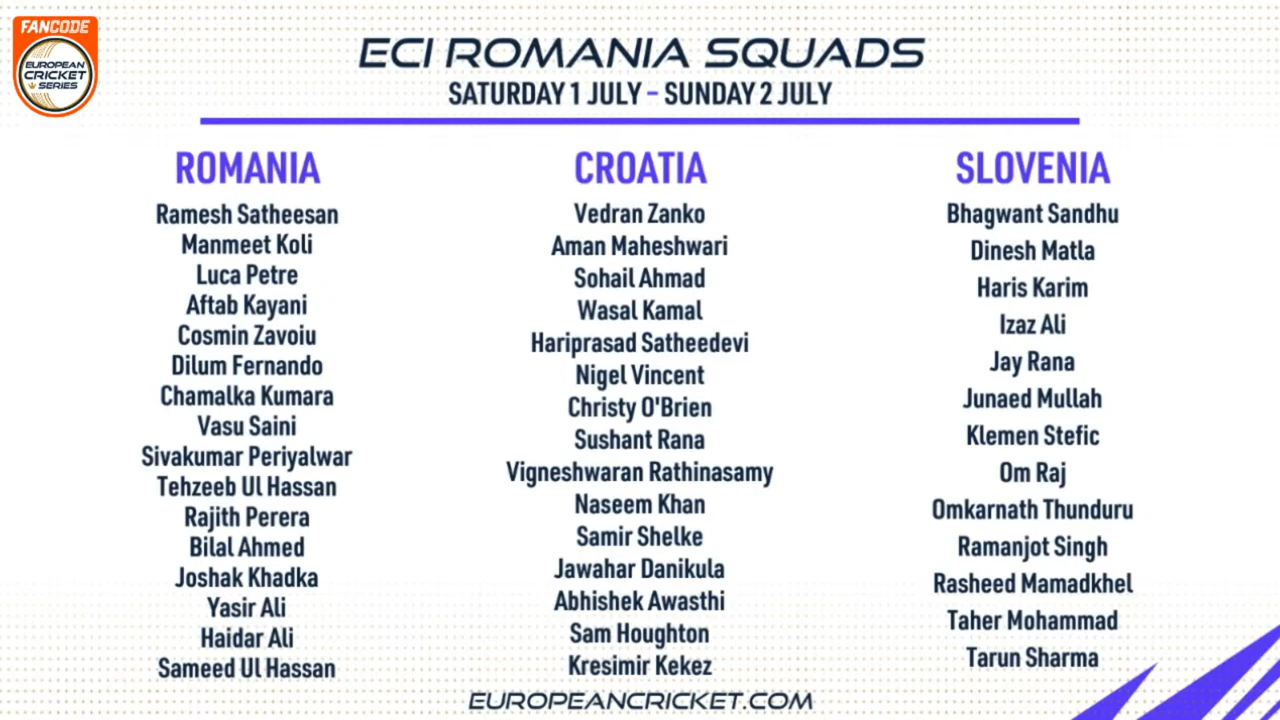 FANCODE
EUROPEAN
CRICKET
SERIES
ECI ROMANIA SQUADS
SATURDAY 1 JULY – SUNDAY 2 JULY
ROMANIA
Ramesh Satheesan
Manmeet Koli
Luca Petre
Aftab Kayani
Cosmin Zavoiu
Dilum Fernando
Chamalka Kumara
Vasu Saini
Sivakumar Periyalwar
Tehzeeb Ul Hassan
Rajith Perera
Bilal Ahmed
Joshak Khadka
Yasir Ali
Haidar Ali
Sameed Ul Hassan
CROATIA
Vedran Zanko
Aman Maheshwari
Sohail Ahmad
Wasal Kamal
Hariprasad Satheedevi
Nigel Vincent
Christy O'Brien
Sushant Rana
Vigneshwaran Rathinasamy
Naseem Khan
Samir Shelke
Jawahar Danikula
Abhishek Awasthi
Sam Houghton
Kresimir Kekez
SLOVENIA
Bhagwant Sandhu
Dinesh Matla
Haris Karim
Izaz Ali
Jay Rana
Junaed Mullah
Klemen Stefic
Om Raj
Omkarnath Thunduru
Ramanjot Singh
Rasheed Mamadkhel
Taher Mohammad
Tarun Sharma
EUROPEANCRICKET.COM